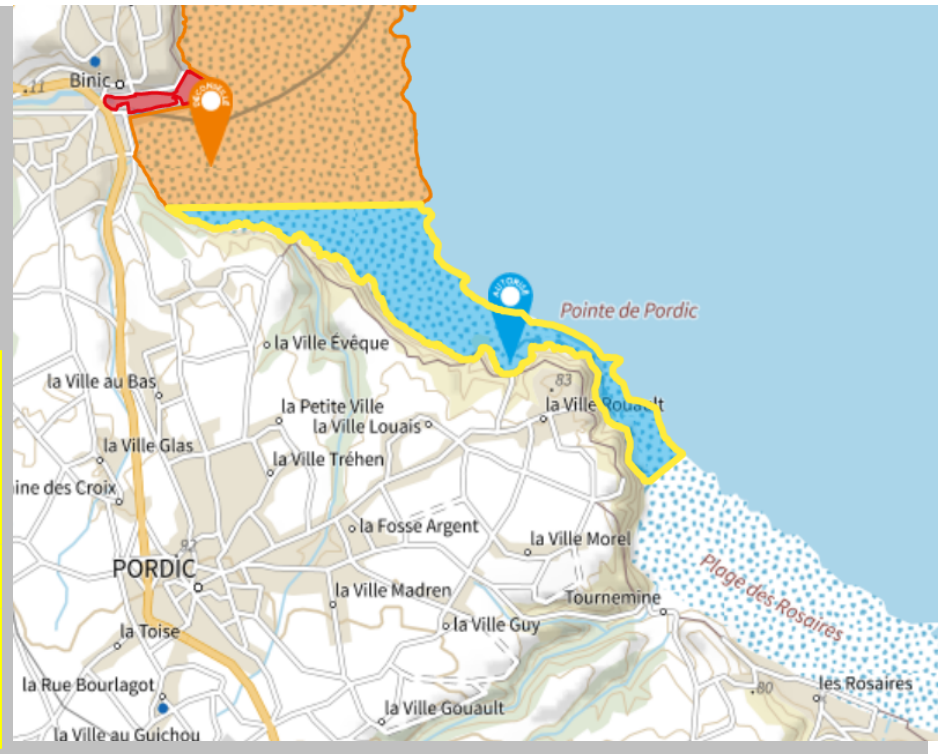 Binic
.11
DÉCONSEILLÉ
AUTORISÉ
Pointe de Pordic
la Ville Évêque
83
la Ville au Bas
la Petite Ville
la Ville Rouault
la Ville Louais
la Ville Glas
la Ville Tréhen
ine des Croix
la Fosse Argent
la Ville Morel
.92
PORDIC
Plage des Rosaires
la Ville Madren
Tournemine
la Ville Guy
la Toise
la Rue Bourlagot
.80
les Rosaires
la Ville Gouault
la Ville au Guichou